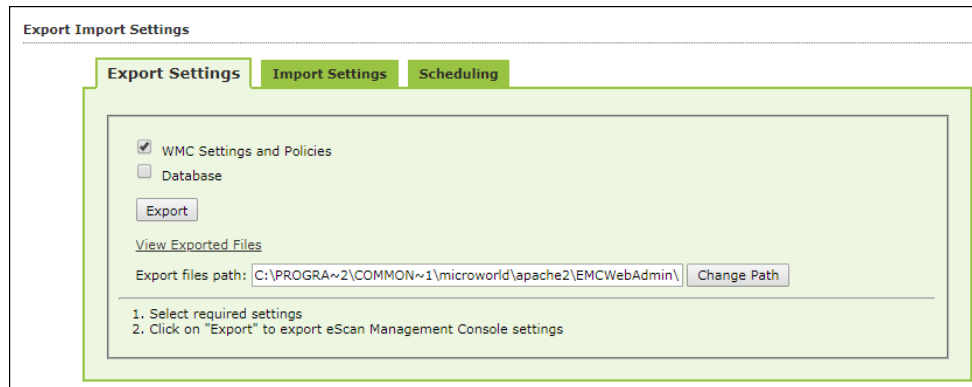 Export Import Settings
Export Settings Import Settings Scheduling
WMC Settings and Policies
Database
Export
View Exported Files
Export files path: C:\PROGRA~2\COMMON~1\microworld\apache2\EMCWebAdmin\ Change Path
1. Select required settings
2. Click on "Export" to export eScan Management Console settings